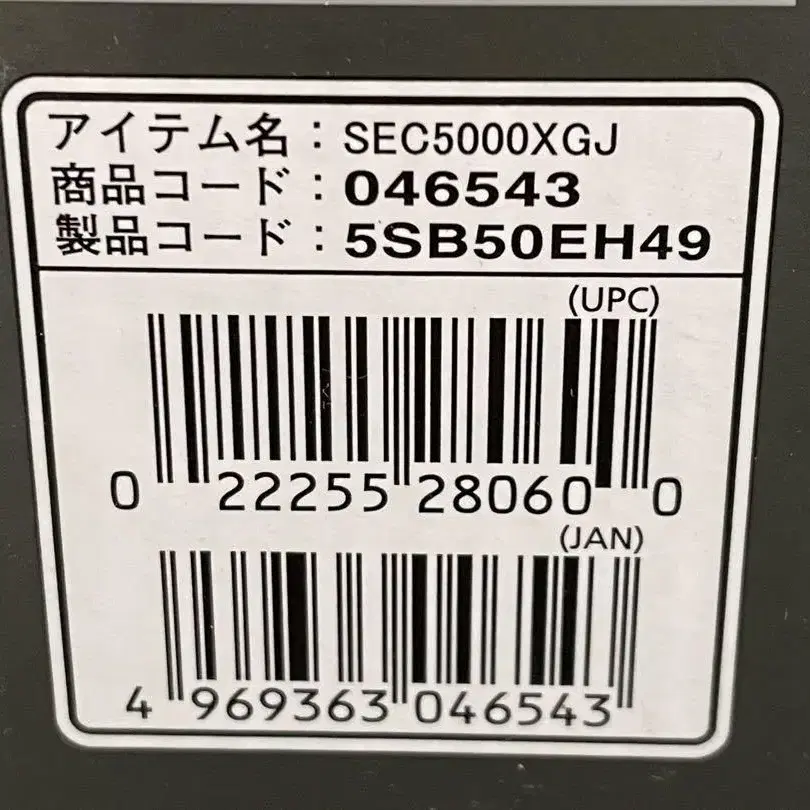 アイテム名：SEC5000XGJ
商品コード：046543
製品コード：5SB50EH49
(UPC)
0 22255 28060 0
(JAN)
4 969363 046543